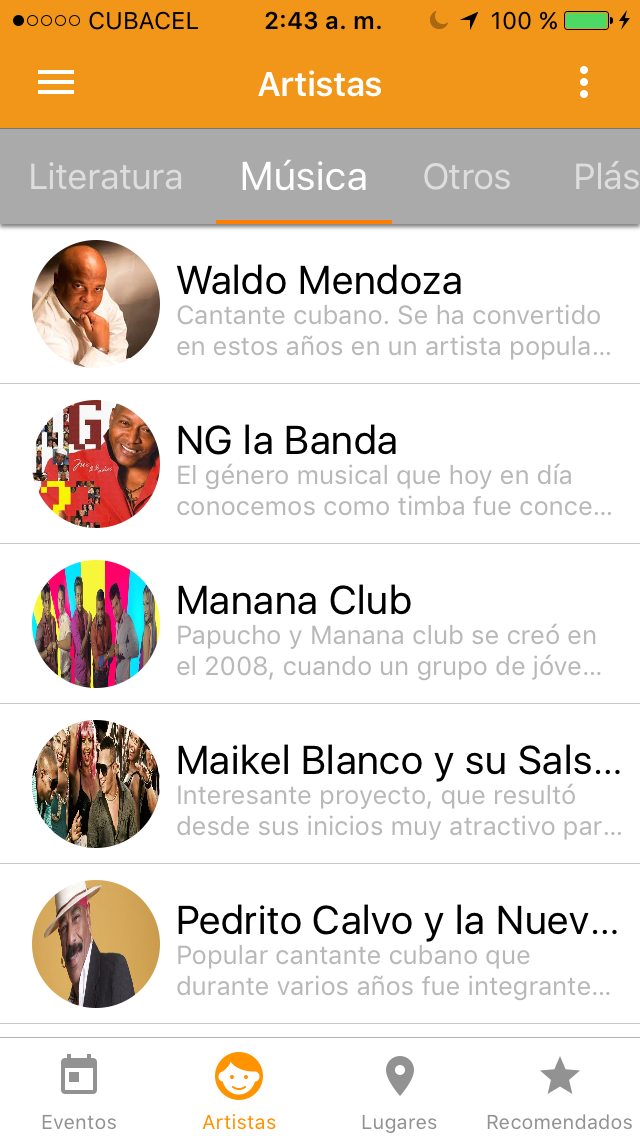 CUBACEL 2:43 a. m. 100 %
Artistas
Literatura Música Otros Plás
Waldo Mendoza
Cantante cubano. Se ha convertido
en estos años en un artista popula...
NG la Banda
El género musical que hoy en día
conocemos como timba fue conce...
Manana Club
Papucho y Manana club se creó en
el 2008, cuando un grupo de jóve...
Maikel Blanco y su Sals...
Interesante proyecto, que resultó
desde sus inicios muy atractivo par...
Pedrito Calvo y la Nuev...
Popular cantante cubano que
durante varios años fue integrante...
Eventos Artistas Lugares Recomendados